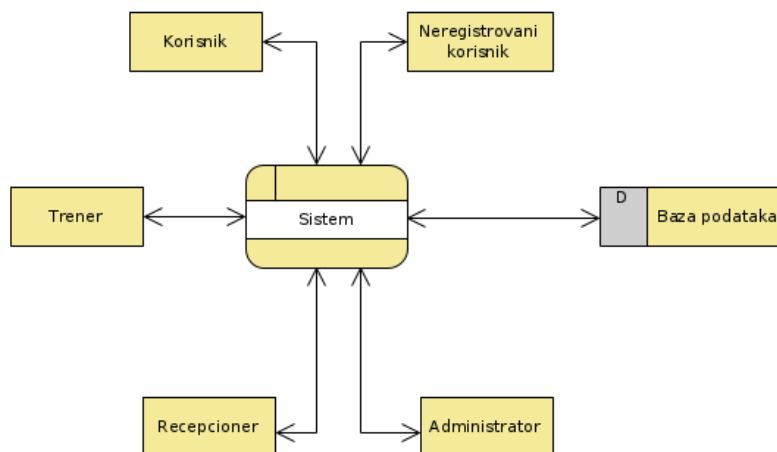 Korisnik
Neregistrovani
korisnik
Trener
Sistem
D
Baza podataka
Recepcioner
Administrator